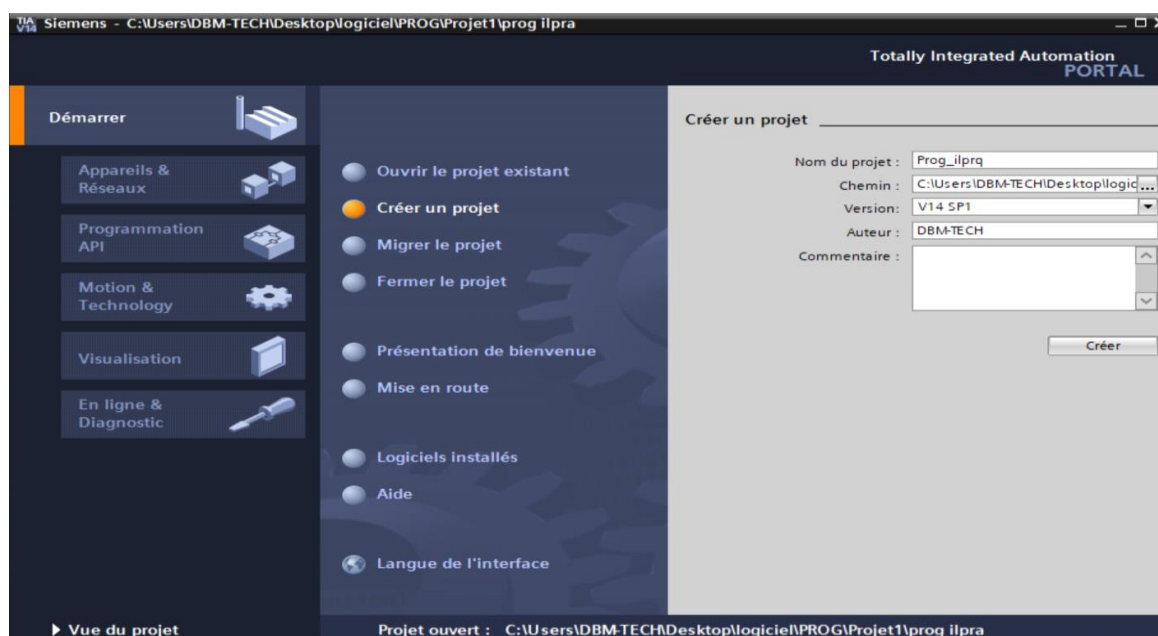 TIA
V14
Siemens - C:\Users\DBM-TECH\Desktop\logiciel\PROG\Projet1\prog ilpra
Totally Integrated Automation
PORTAL
Démarrer
Appareils &
Réseaux
Programmation
API
Motion &
Technology
Visualisation
En ligne &
Diagnostic
Ouvrir le projet existant
Créer un projet
Migrer le projet
Fermer le projet
Présentation de bienvenue
Mise en route
Logiciels installés
Aide
Langue de l'interface
Créer un projet
Nom du projet : Prog_ilprq
Chemin : C:\Users\DBM-TECH\Desktop\logic ...
Version: V14 SP1
Auteur : DBM-TECH
Commentaire :
Créer
Vue du projet
Projet ouvert : C:\Users\DBM-TECH\Desktop\logiciel\PROG\Projet1\prog ilpra